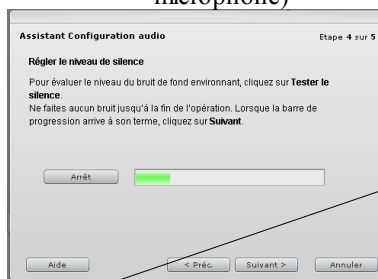 microphone)
Assistant Configuration audio
Etape 4 sur 5
Régler le niveau de silence
Pour évaluer le niveau du bruit de fond environnant, cliquez sur Tester le
silence.
Ne faites aucun bruit jusqu'à la fin de l'opération. Lorsque la barre de
progression arrive à son terme, cliquez sur Suivant.
Arrêt
Aide
< Préc.
Suivant >
Annuler